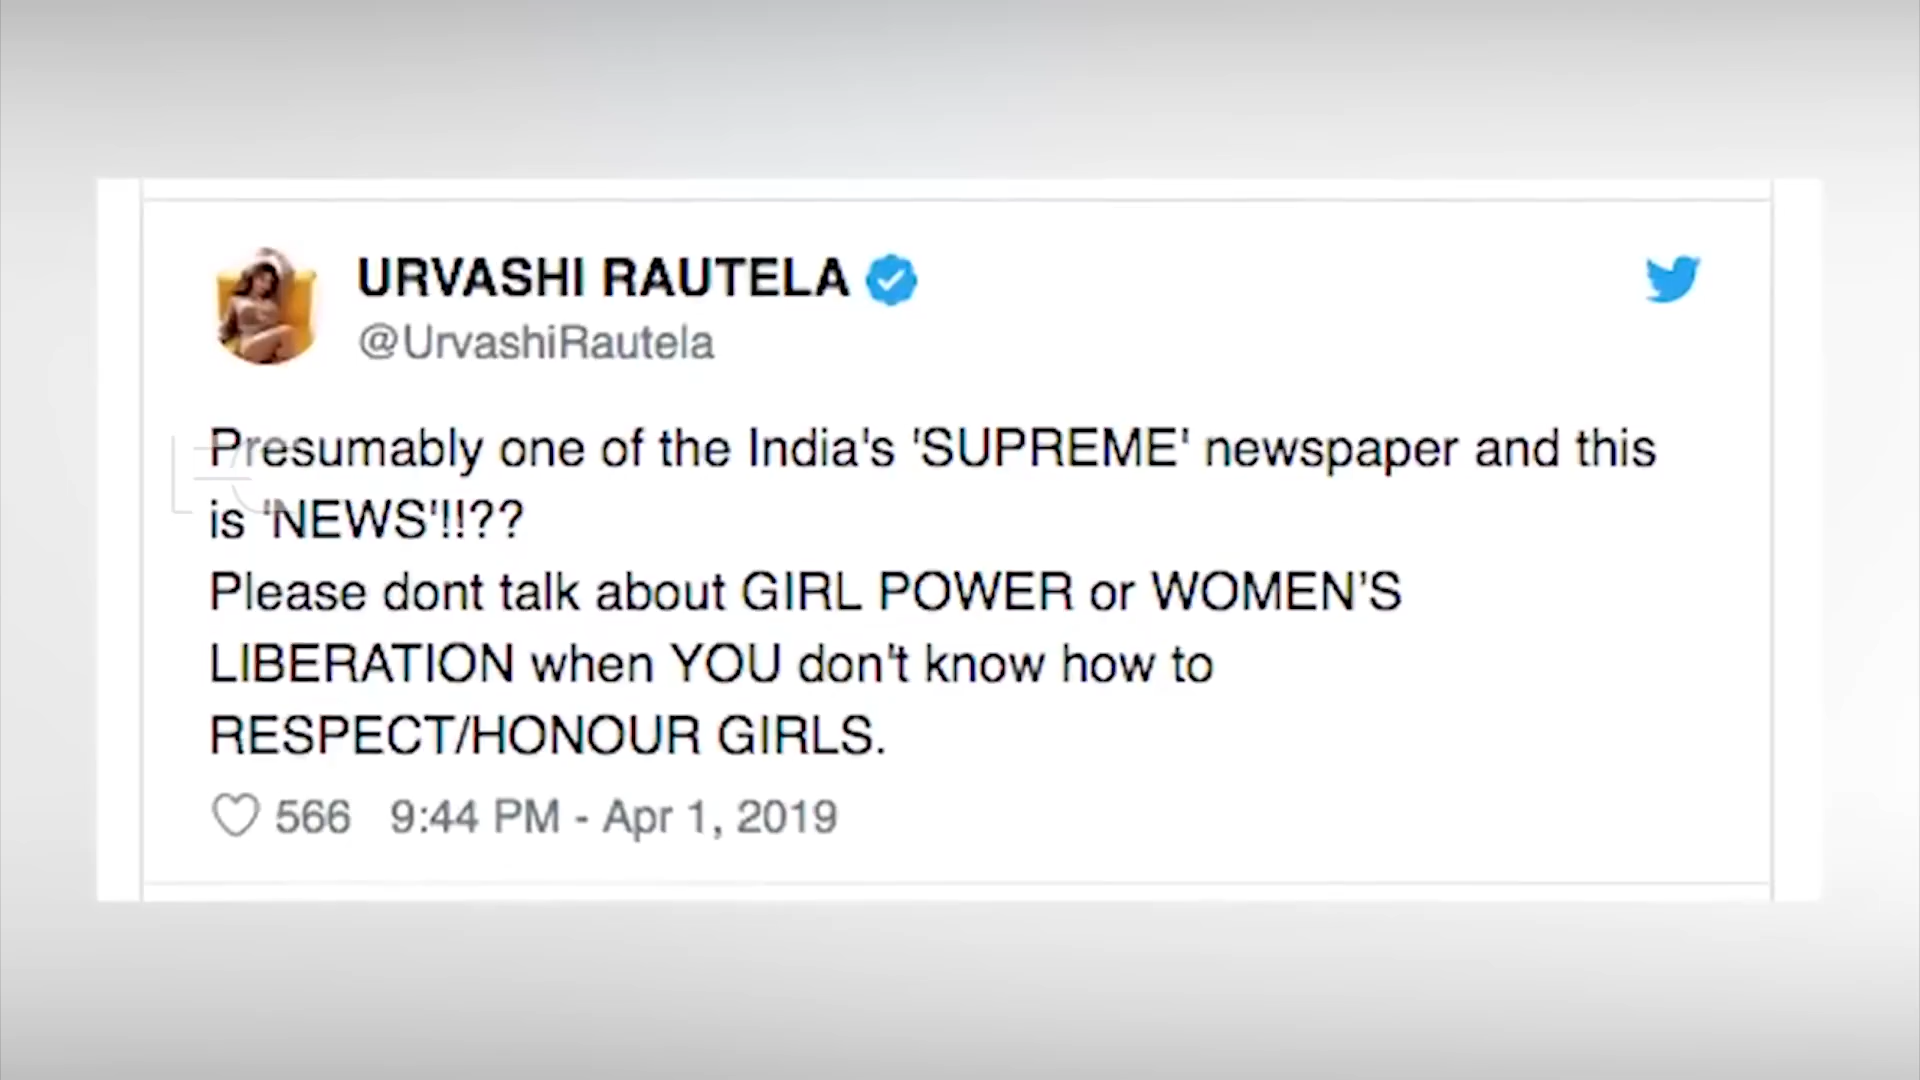 URVASHI RAUTELA
@UrvashiRautela
Presumably one of the India's 'SUPREME' newspaper and this
is 'NEWS'!!??
Please dont talk about GIRL POWER or WOMEN'S
LIBERATION when YOU don't know how to
RESPECT/HONOUR GIRLS.
566 9:44 PM - Apr 1, 2019